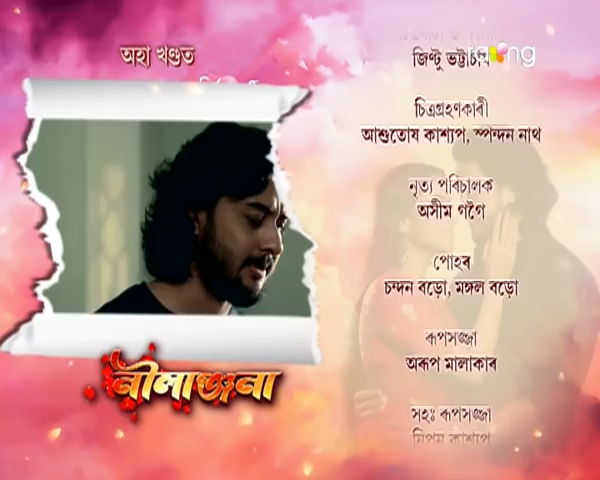 অহা খণ্ডত
rang
জিন্টু ভট্টাচাৰ্য
চিত্ৰগ্ৰহণকাৰী
আশুতোষ কাশ্যপ, স্পন্দন নাথ
নৃত্য পৰিচালক
অসীম গগৈ
পোহৰ
চন্দন বড়ো, মঙ্গল বড়ো
ৰূপসজ্জা
অৰূপ মালাকাৰ
সহঃ ৰূপসজ্জা
নীলাঞ্জনা